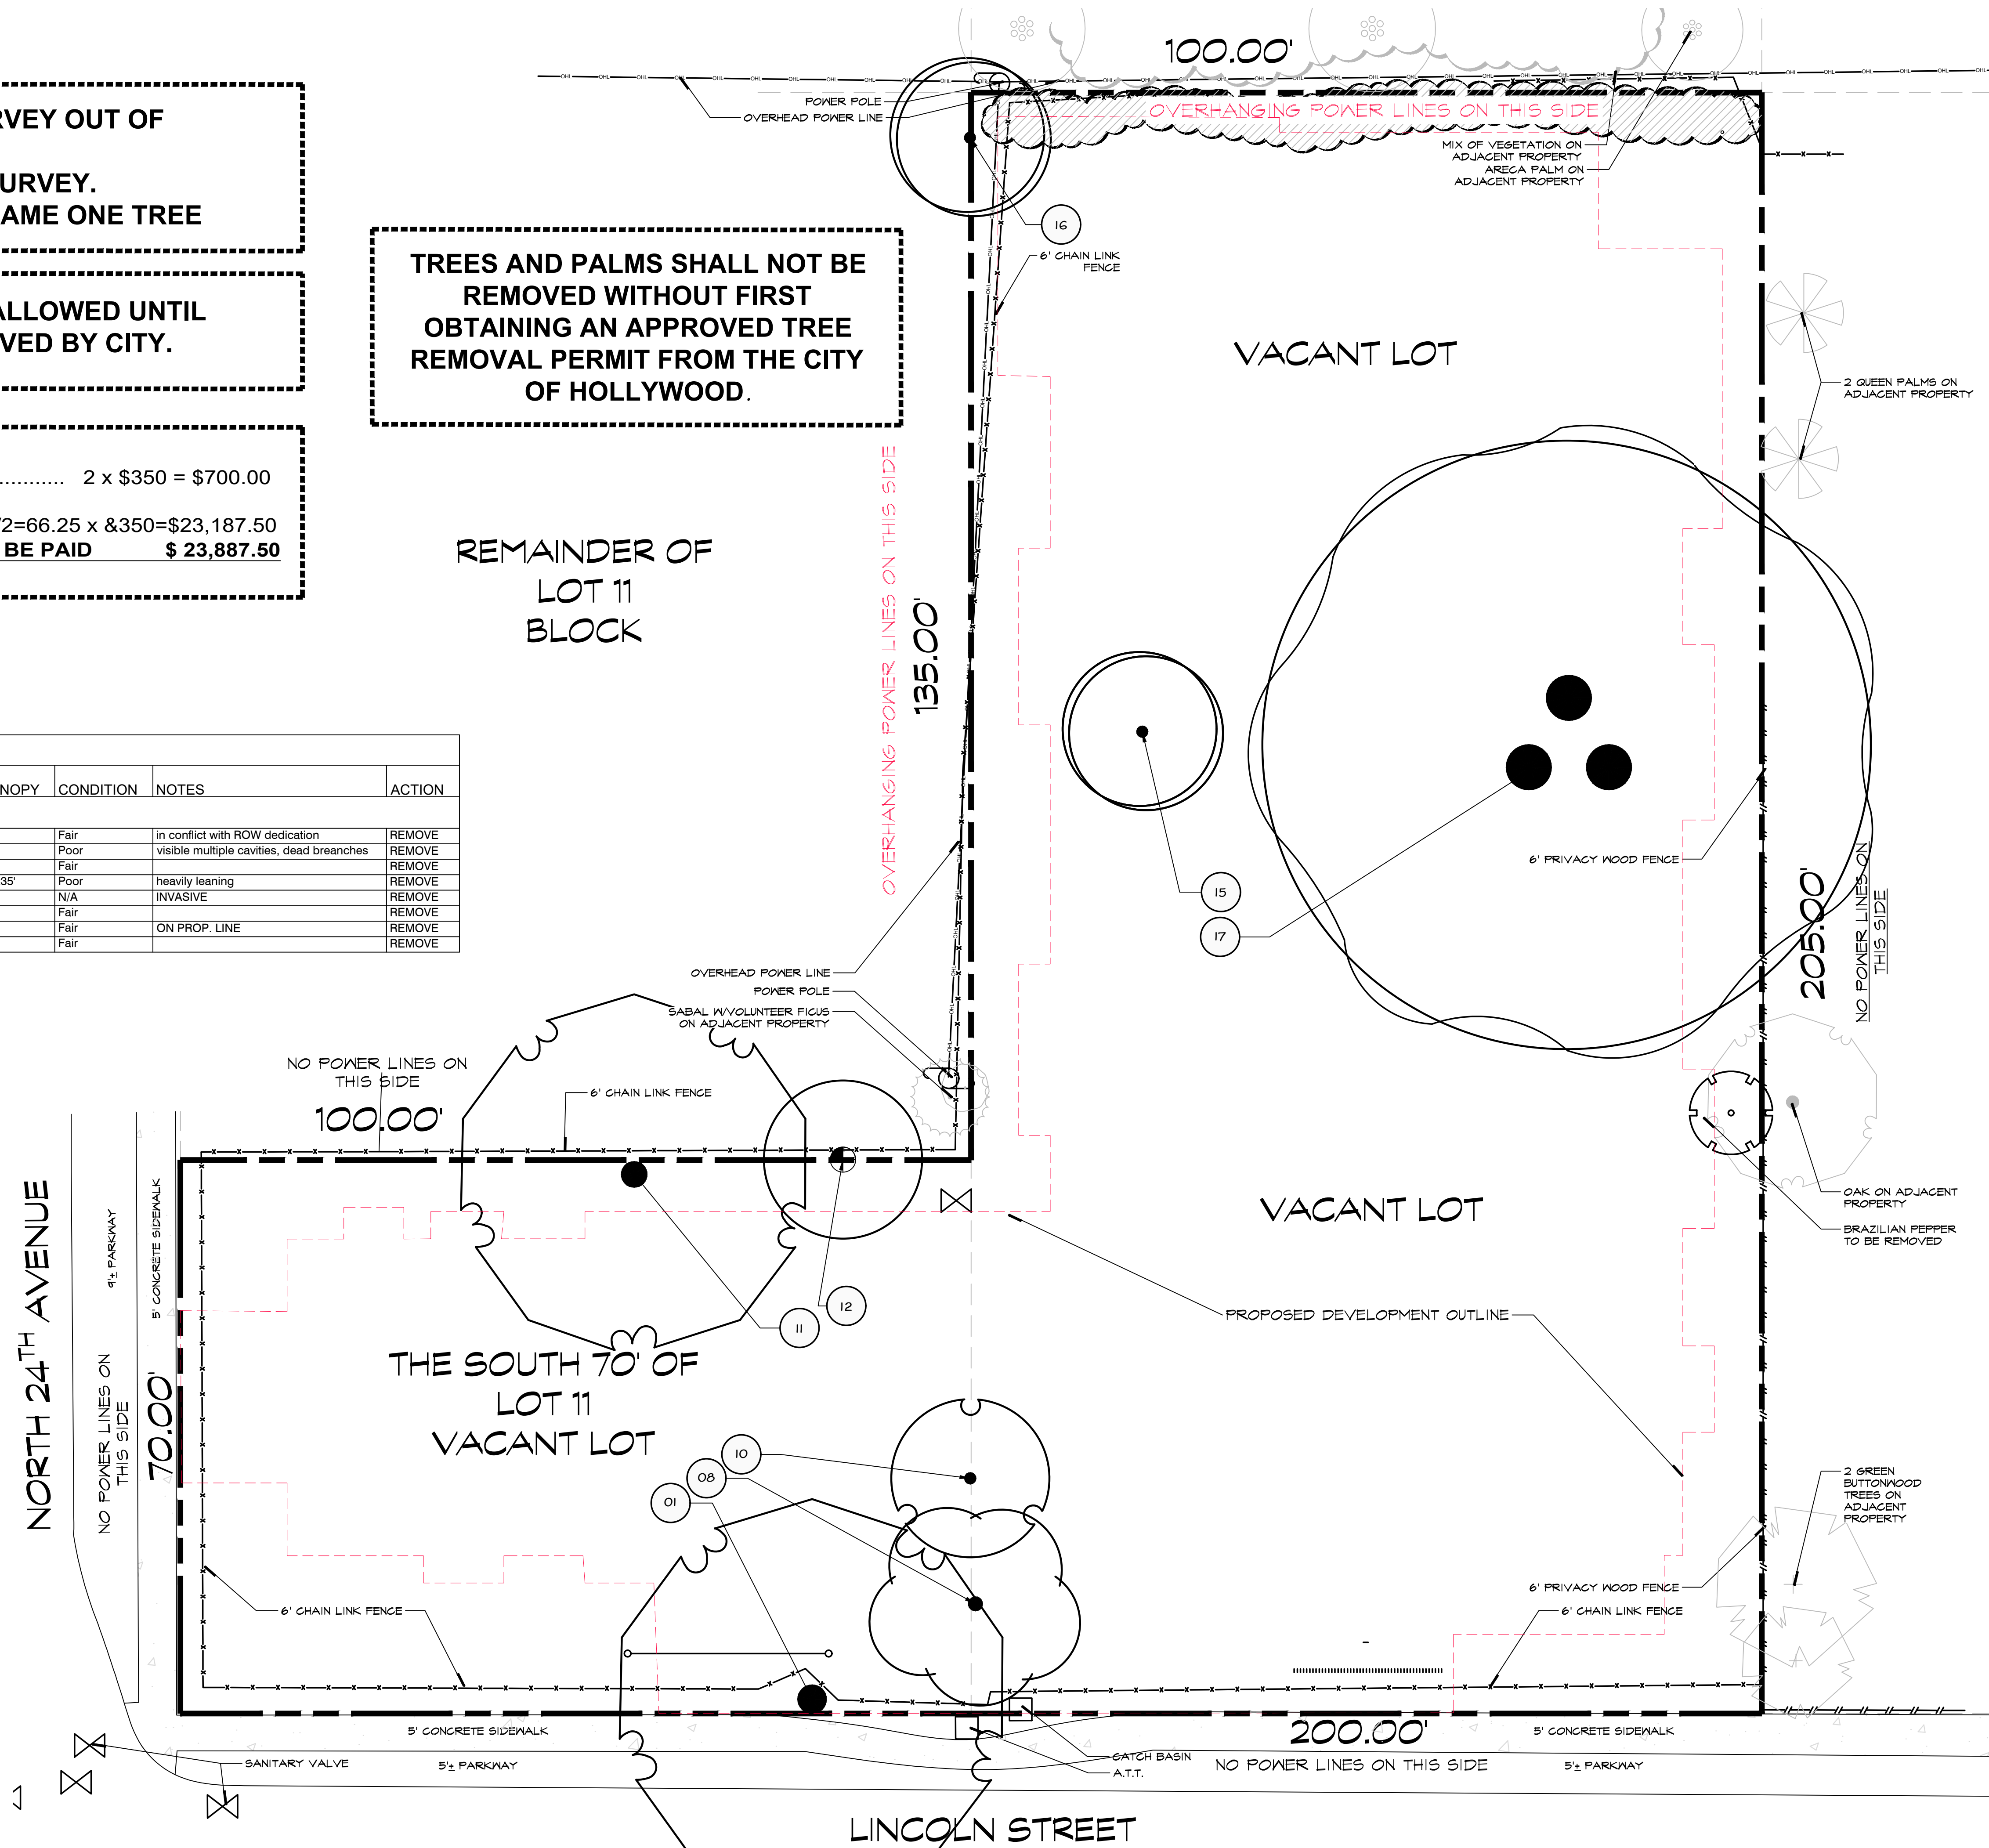 RVEY OUT OF
URVEY.
AME ONE TREE
ALLOWED UNTIL
VED BY CITY.
........... 2 x $350 = $700.00
/2=66.25 x &350=$23,187.50
BE PAID $ 23,887.50
TREES AND PALMS SHALL NOT BE
REMOVED WITHOUT FIRST
OBTAINING AN APPROVED TREE
REMOVAL PERMIT FROM THE CITY
OF HOLLYWOOD.
REMAINDER OF
LOT 11
BLOCK
NOPY CONDITION NOTES ACTION
Fair in conflict with ROW dedication REMOVE
Poor visible multiple cavities, dead breanches REMOVE
Fair REMOVE
35' Poor heavily leaning REMOVE
N/A INVASIVE REMOVE
Fair REMOVE
Fair ON PROP. LINE REMOVE
Fair REMOVE
100.00'
POWER POLE
OVERHEAD POWER LINE
OVERHANGING POWER LINES ON THIS SIDE
MIX OF VEGETATION ON
ADJACENT PROPERTY
ARECA PALM ON
ADJACENT PROPERTY
16
6' CHAIN LINK
FENCE
VACANT LOT
2 QUEEN PALMS ON
ADJACENT PROPERTY
OVERHANGING POWER LINES ON THIS SIDE
135.00'
15
17
6' PRIVACY WOOD FENCE
205.00'
NO POWER LINES ON
THIS SIDE
OVERHEAD POWER LINE
POWER POLE
SABAL W/VOLUNTEER FICUS
ON ADJACENT PROPERTY
NO POWER LINES ON
THIS SIDE
100.00'
6' CHAIN LINK FENCE
OAK ON ADJACENT
PROPERTY
BRAZILIAN PEPPER
TO BE REMOVED
VACANT LOT
12
11
PROPOSED DEVELOPMENT OUTLINE
NORTH 24TH AVENUE
9'± PARKWAY
5' CONCRETE SIDEWALK
NO POWER LINES ON
THIS SIDE
70.00'
THE SOUTH 70' OF
LOT 11
VACANT LOT
10
08
01
2 GREEN
BUTTONWOOD
TREES ON
ADJACENT
PROPERTY
6' PRIVACY WOOD FENCE
6' CHAIN LINK FENCE
6' CHAIN LINK FENCE
5' CONCRETE SIDEWALK
200.00'
5' CONCRETE SIDEWALK
SANITARY VALVE
5'± PARKWAY
CATCH BASIN
A.T.T.
NO POWER LINES ON THIS SIDE
5'± PARKWAY
LINCOLN STREET